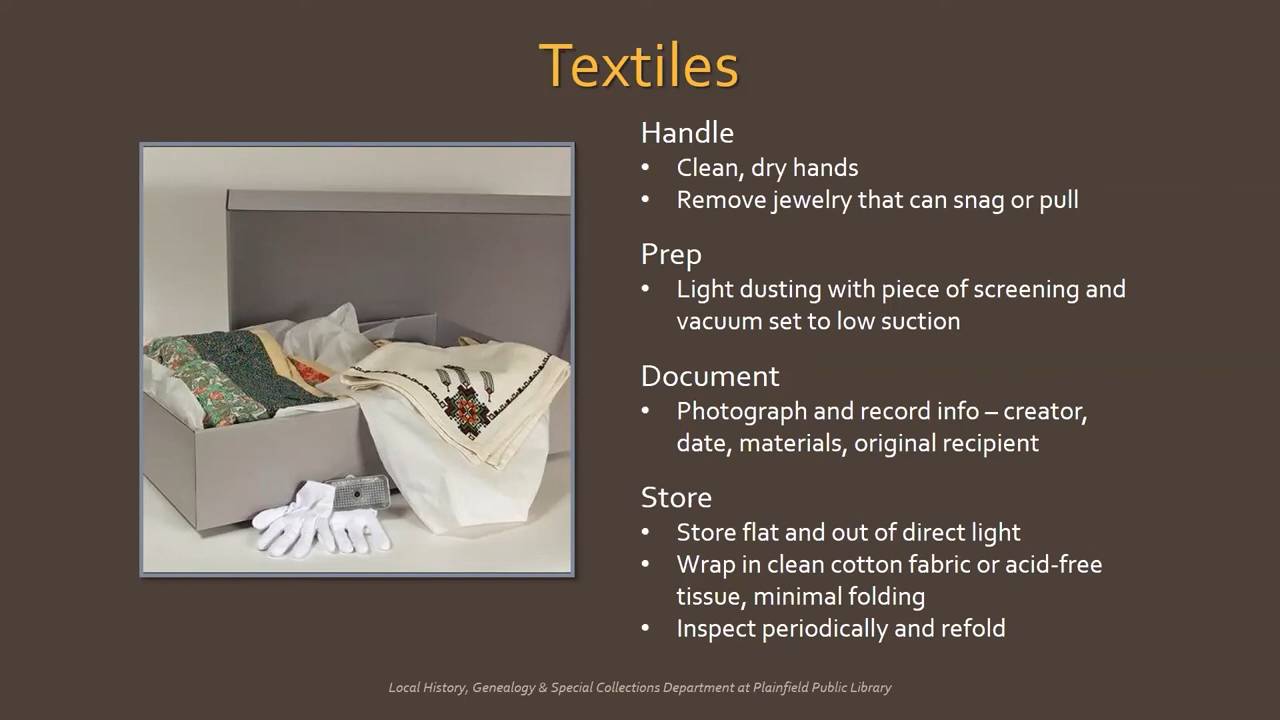 Textiles
Handle
• Clean, dry hands
• Remove jewelry that can snag or pull
Prep
• Light dusting with piece of screening and
vacuum set to low suction
Document
• Photograph and record info – creator,
date, materials, original recipient
Store
• Store flat and out of direct light
• Wrap in clean cotton fabric or acid-free
tissue, minimal folding
• Inspect periodically and refold
Local History, Genealogy & Special Collections Department at Plainfield Public Library